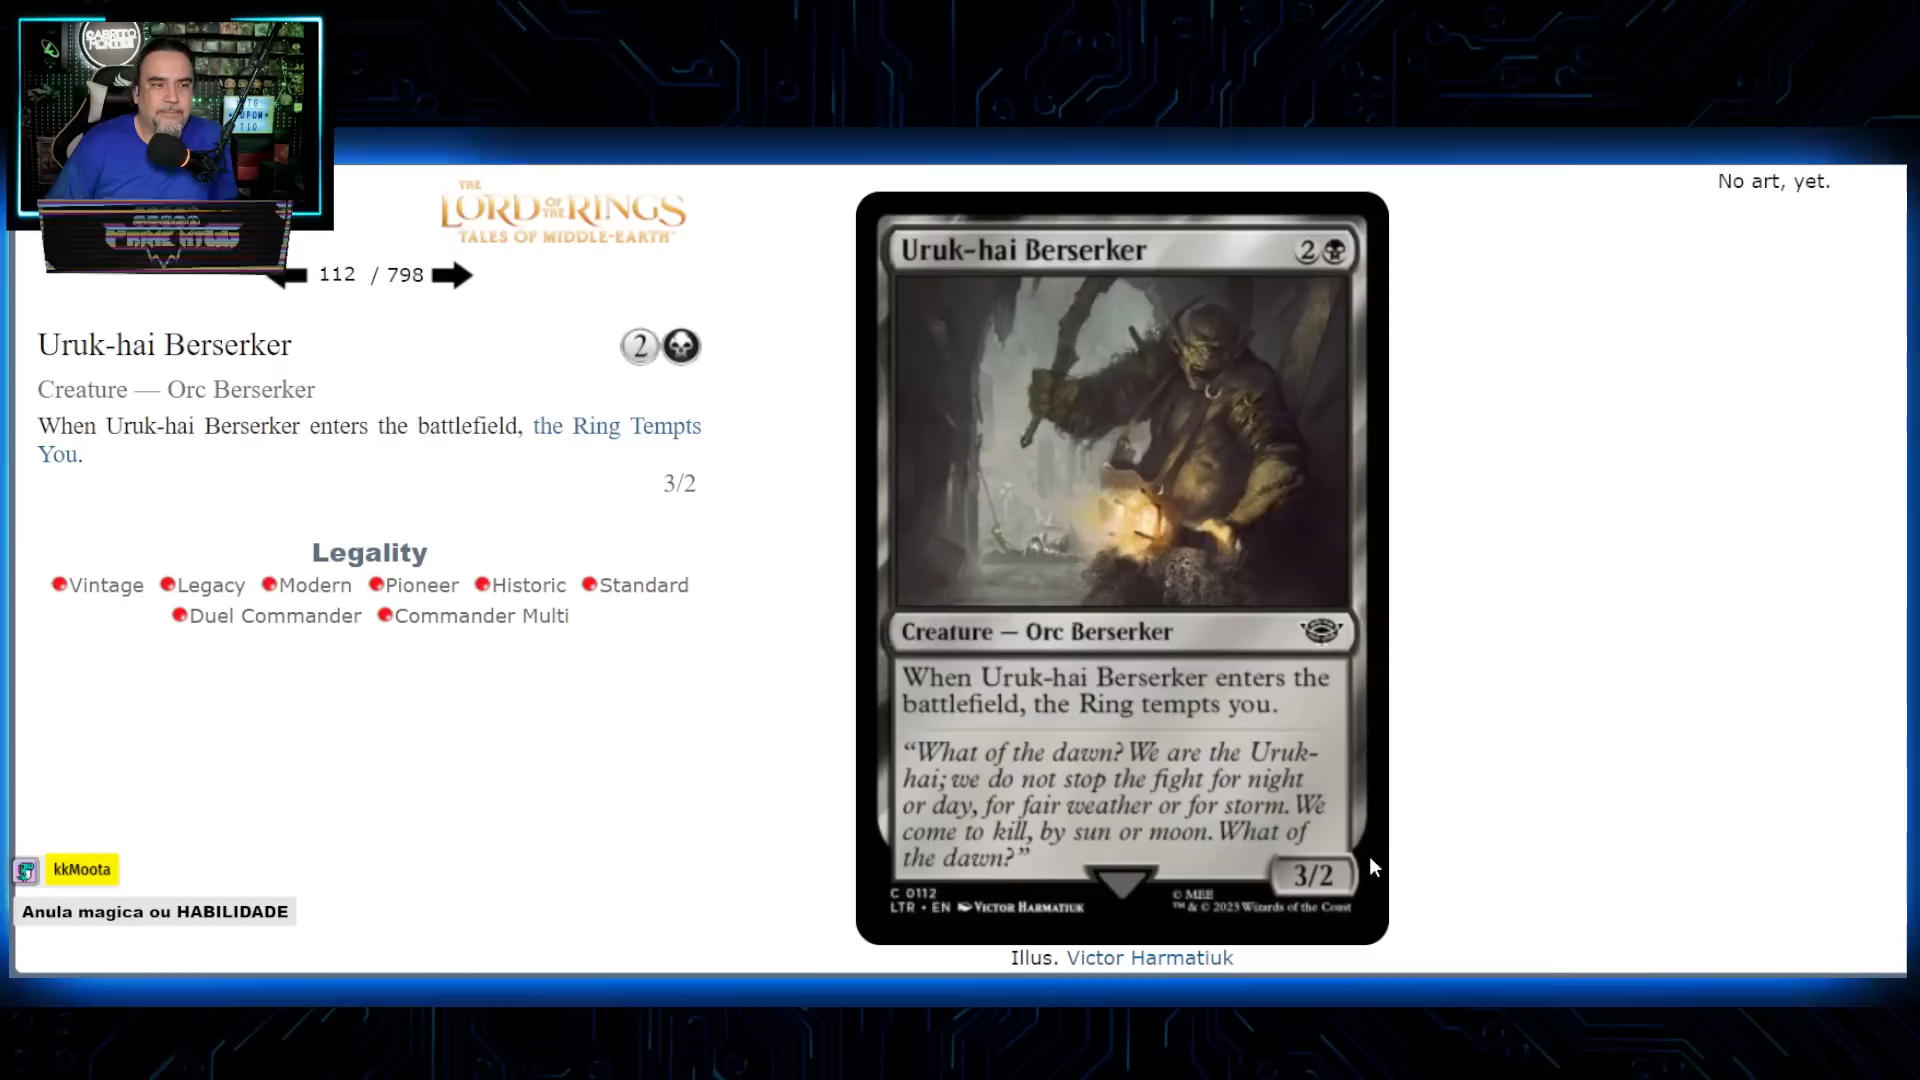 THE
LORD OF THE RINGS
TALES OF MIDDLE-EARTH
112 / 798
Uruk-hai Berserker
2
Creature — Orc Berserker
When Uruk-hai Berserker enters the battlefield, the Ring Tempts
You.
3/2
Legality
Vintage Legacy Modern Pioneer Historic Standard
Duel Commander Commander Multi
kkMoota
Anula magica ou HABILIDADE
No art, yet.
Uruk-hai Berserker 2
Creature — Orc Berserker
When Uruk-hai Berserker enters the
battlefield, the Ring tempts you.
“What of the dawn? We are the Uruk-
hai; we do not stop the fight for night
or day, for fair weather or for storm. We
come to kill, by sun or moon. What of
the dawn?”
3/2
C 0112
LTR • EN VICTOR HARMATIUK
© MEE
™ & © 2023 Wizards of the Coast
Illus. Victor Harmatiuk